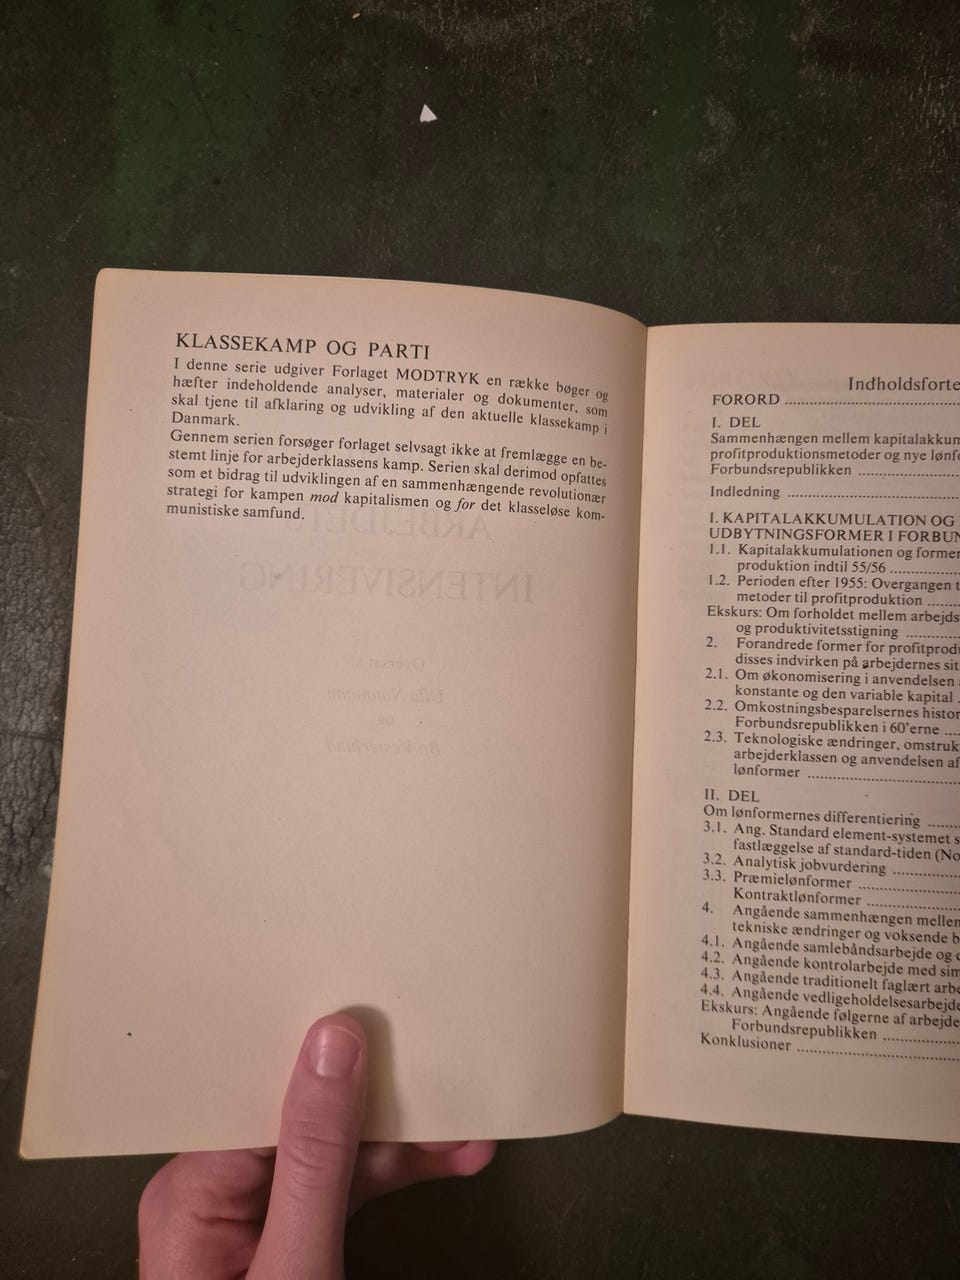 KLASSEKAMP OG PARTI
I denne serie udgiver Forlaget MODTRYK en række bøger og
hæfter indeholdende analyser, materialer og dokumenter, som
skal tjene til afklaring og udvikling af den aktuelle klassekamp i
Danmark.
Gennem serien forsøger forlaget selvsagt ikke at fremlægge en be-
stemt linje for arbejderklassens kamp. Serien skal derimod opfattes
som et bidrag til udviklingen af en sammenhængende revolutionær
strategi for kampen mod kapitalismen og for det klasseløse kom-
munistiske samfund.
Indholdsforte
FORORD
I. DEL
Sammenhængen mellem kapitalakkum
profitproduktionsmetoder og nye lønfo
Forbundsrepublikken
Indledning
I. KAPITALAKKUMULATION OG
UDBYTNINGSFORMER I FORBUN
1.1. Kapitalakkumulationen og former
produktion indtil 55/56
1.2. Perioden efter 1955: Overgangen t
metoder til profitproduktion
Ekskurs: Om forholdet mellem arbejds
og produktivitetsstigning
2. Forandrede former for profitprodu
disses indvirken på arbejdernes sit
2.1. Om økonomisering i anvendelsen
konstante og den variable kapital
2.2. Omkostningsbesparelsernes histor
Forbundsrepublikken i 60'erne
2.3. Teknologiske ændringer, omstruk
arbejderklassen og anvendelsen af
lønformer
II. DEL
Om lønformernes differentiering
3.1. Ang. Standard element-systemet s
fastlæggelse af standard-tiden (No
3.2. Analytisk jobvurdering
3.3. Præmielønformer
Kontraktlønformer
4. Angående sammenhængen mellem
tekniske ændringer og voksende b
4.1. Angående samlebåndsarbejde og
4.2. Angående kontrolarbejde med sim
4.3. Angående traditionelt faglært arbe
4.4. Angående vedligeholdelsesarbejde
Ekskurs: Angående følgerne af arbejde
Forbundsrepublikken
Konklusioner